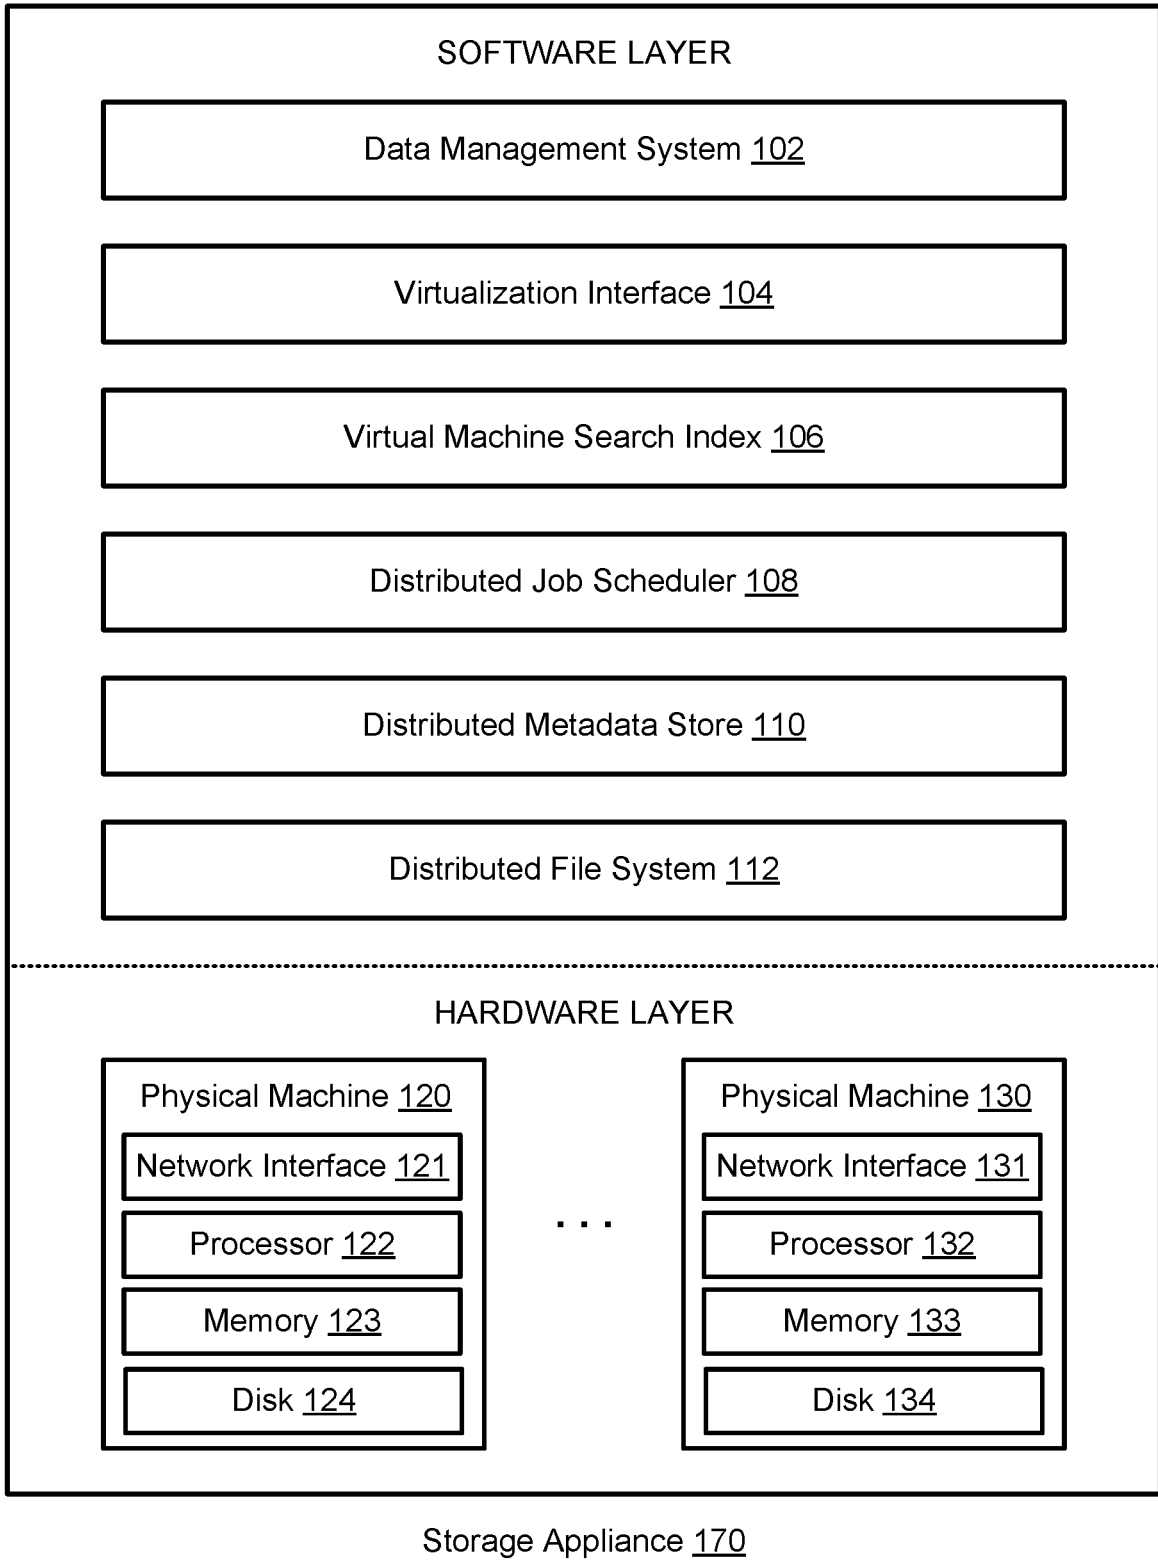 SOFTWARE LAYER
Data Management System 102
Virtualization Interface 104
Virtual Machine Search Index 106
Distributed Job Scheduler 108
Distributed Metadata Store 110
Distributed File System 112
HARDWARE LAYER
Physical Machine 120
Network Interface 121
Processor 122
Memory 123
Disk 124
. . .
Physical Machine 130
Network Interface 131
Processor 132
Memory 133
Disk 134
Storage Appliance 170